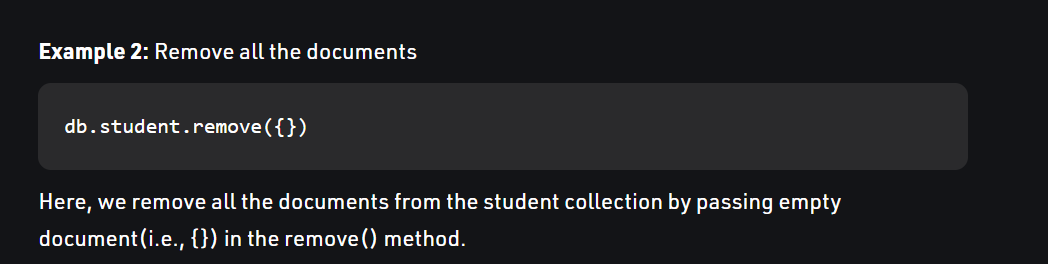 Example 2: Remove all the documents
db.student.remove({})
Here, we remove all the documents from the student collection by passing empty
document(i.e., {}) in the remove() method.